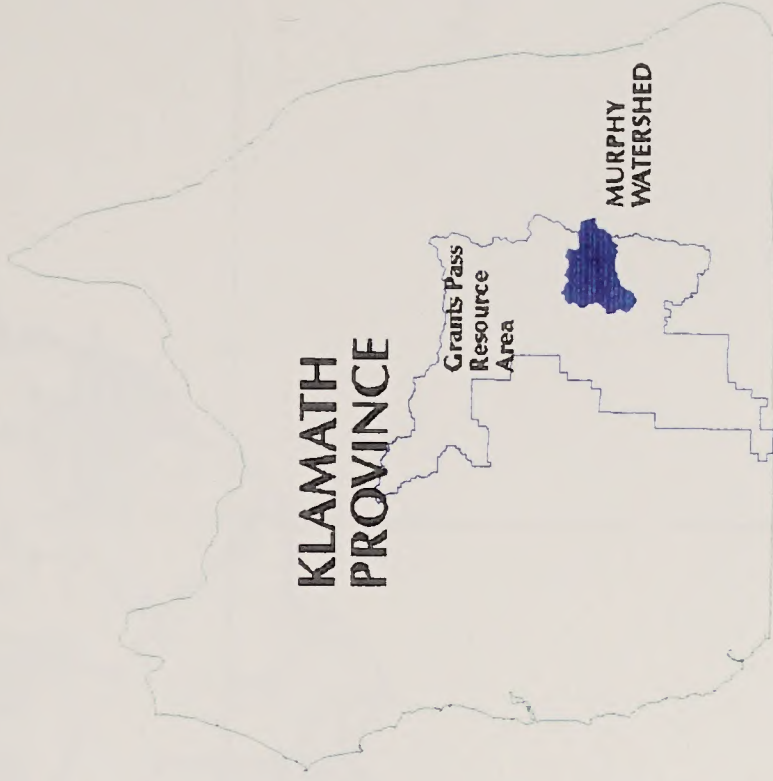 KLAMATH
PROVINCE
Grants Pass
Resource
Area
MURPHY
WATERSHED